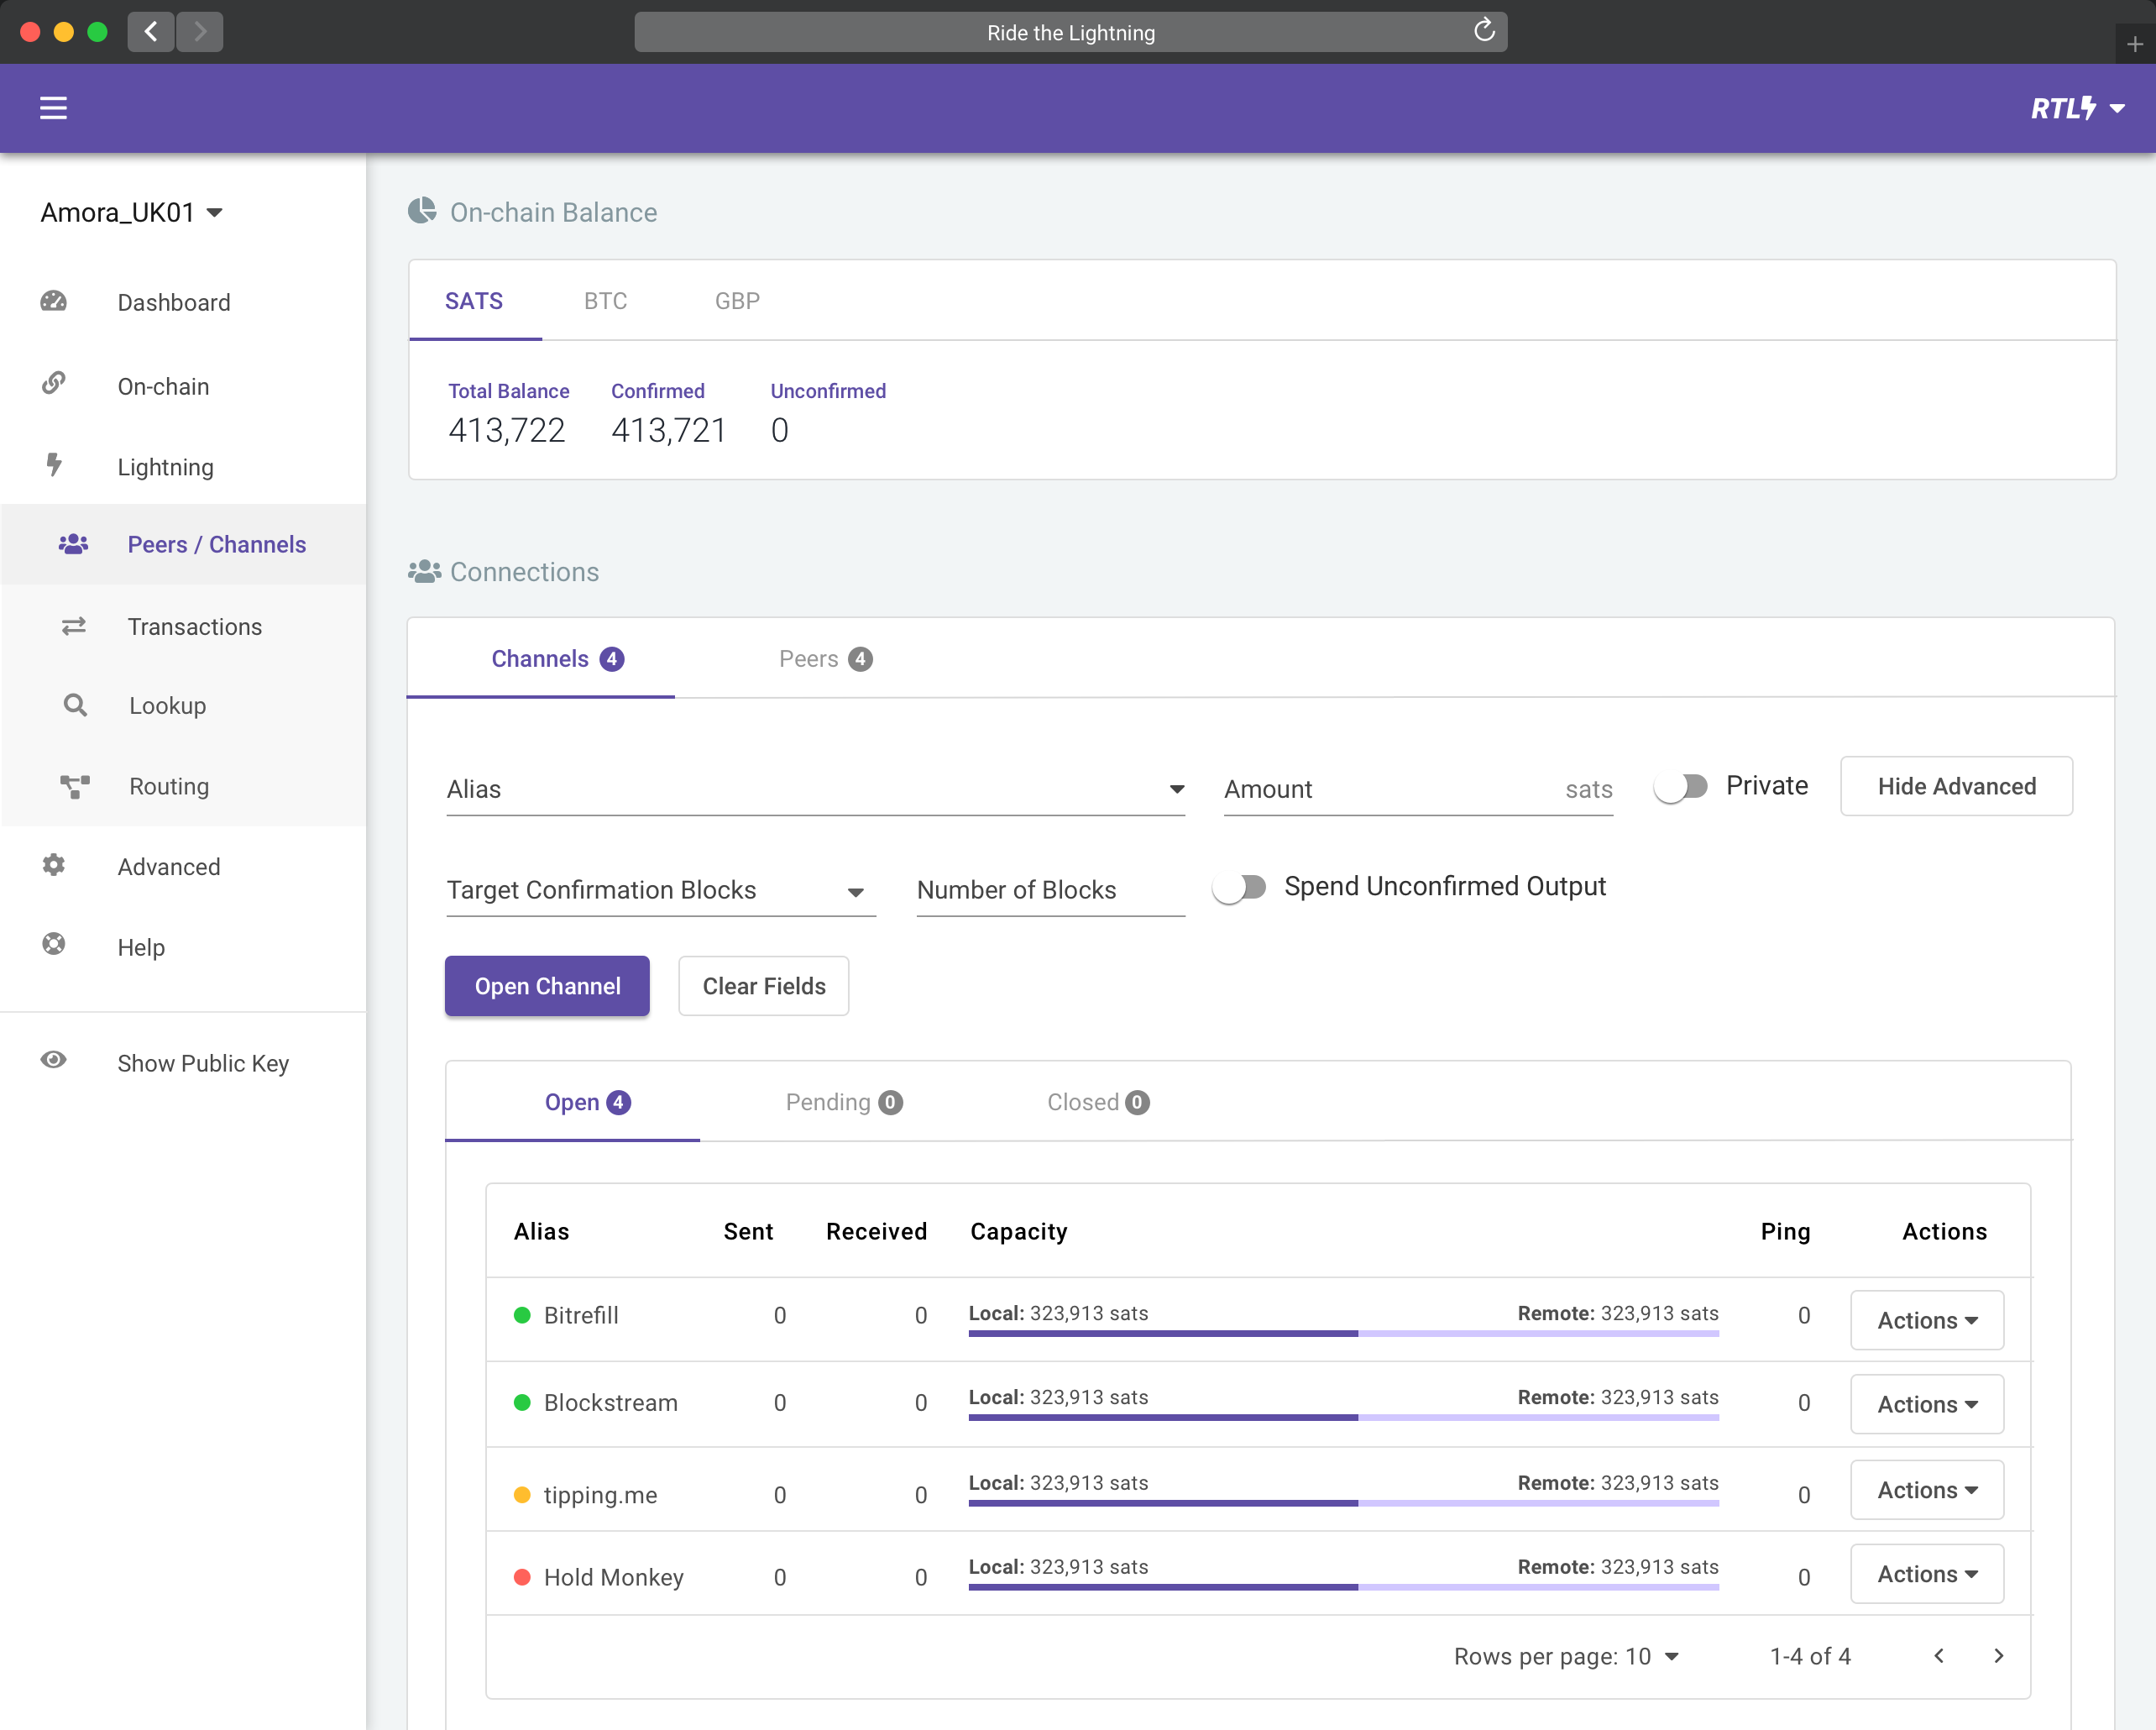 Ride the Lightning
RTL
Amora_UK01
Dashboard
On-chain
Lightning
Peers / Channels
Transactions
Lookup
Routing
Advanced
Help
Show Public Key
On-chain Balance
SATS BTC GBP
Total Balance Confirmed Unconfirmed
413,722 413,721 0
Connections
Channels 4 Peers 4
Alias Amount sats Private Hide Advanced
Target Confirmation Blocks Number of Blocks Spend Unconfirmed Output
Open Channel Clear Fields
Open 4 Pending 0 Closed 0
Alias Sent Received Capacity Ping Actions
Bitrefill 0 0 Local: 323,913 sats Remote: 323,913 sats 0 Actions
Blockstream 0 0 Local: 323,913 sats Remote: 323,913 sats 0 Actions
tipping.me 0 0 Local: 323,913 sats Remote: 323,913 sats 0 Actions
Hold Monkey 0 0 Local: 323,913 sats Remote: 323,913 sats 0 Actions
Rows per page: 10 1-4 of 4